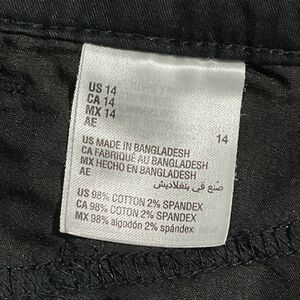 US 14
CA 14
MX 14
AE
14
US MADE IN BANGLADESH
CA FABRIQUÉ AU BANGLADESH
MX HECHO EN BANGLADESH
AE
صنع في بنغلاديش
US 98% COTTON 2% SPANDEX
CA 98% COTON 2% SPANDEX
MX 98% algodón 2% spándex